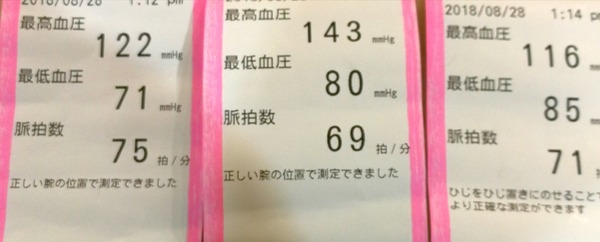 2018/08/28 1:12 pm
最高血圧
122 mmHg
最低血圧
71 mmHg
脈拍数
75 拍/分
正しい腕の位置で測定できました
最高血圧
143 mmHg
最低血圧
80 mmHg
脈拍数
69 拍/分
正しい腕の位置で測定できました
2018/08/28 1:14 pm
最高血圧
116 mmHg
最低血圧
85 mmHg
脈拍数
71 拍/
ひじをひじ置きにのせること
より正確な測定ができます